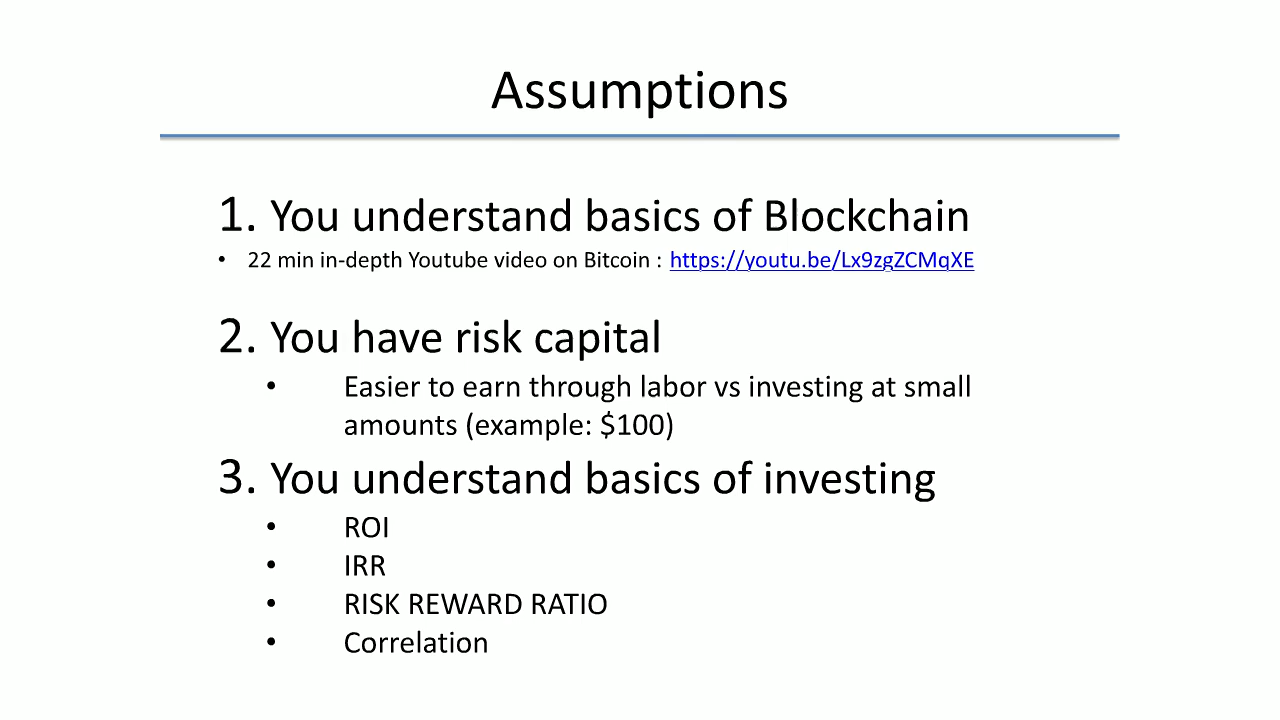 Assumptions
1. You understand basics of Blockchain
• 22 min in-depth Youtube video on Bitcoin : https://youtu.be/Lx9zgZCMqXE
2. You have risk capital
• Easier to earn through labor vs investing at small
amounts (example: $100)
3. You understand basics of investing
• ROI
• IRR
• RISK REWARD RATIO
• Correlation